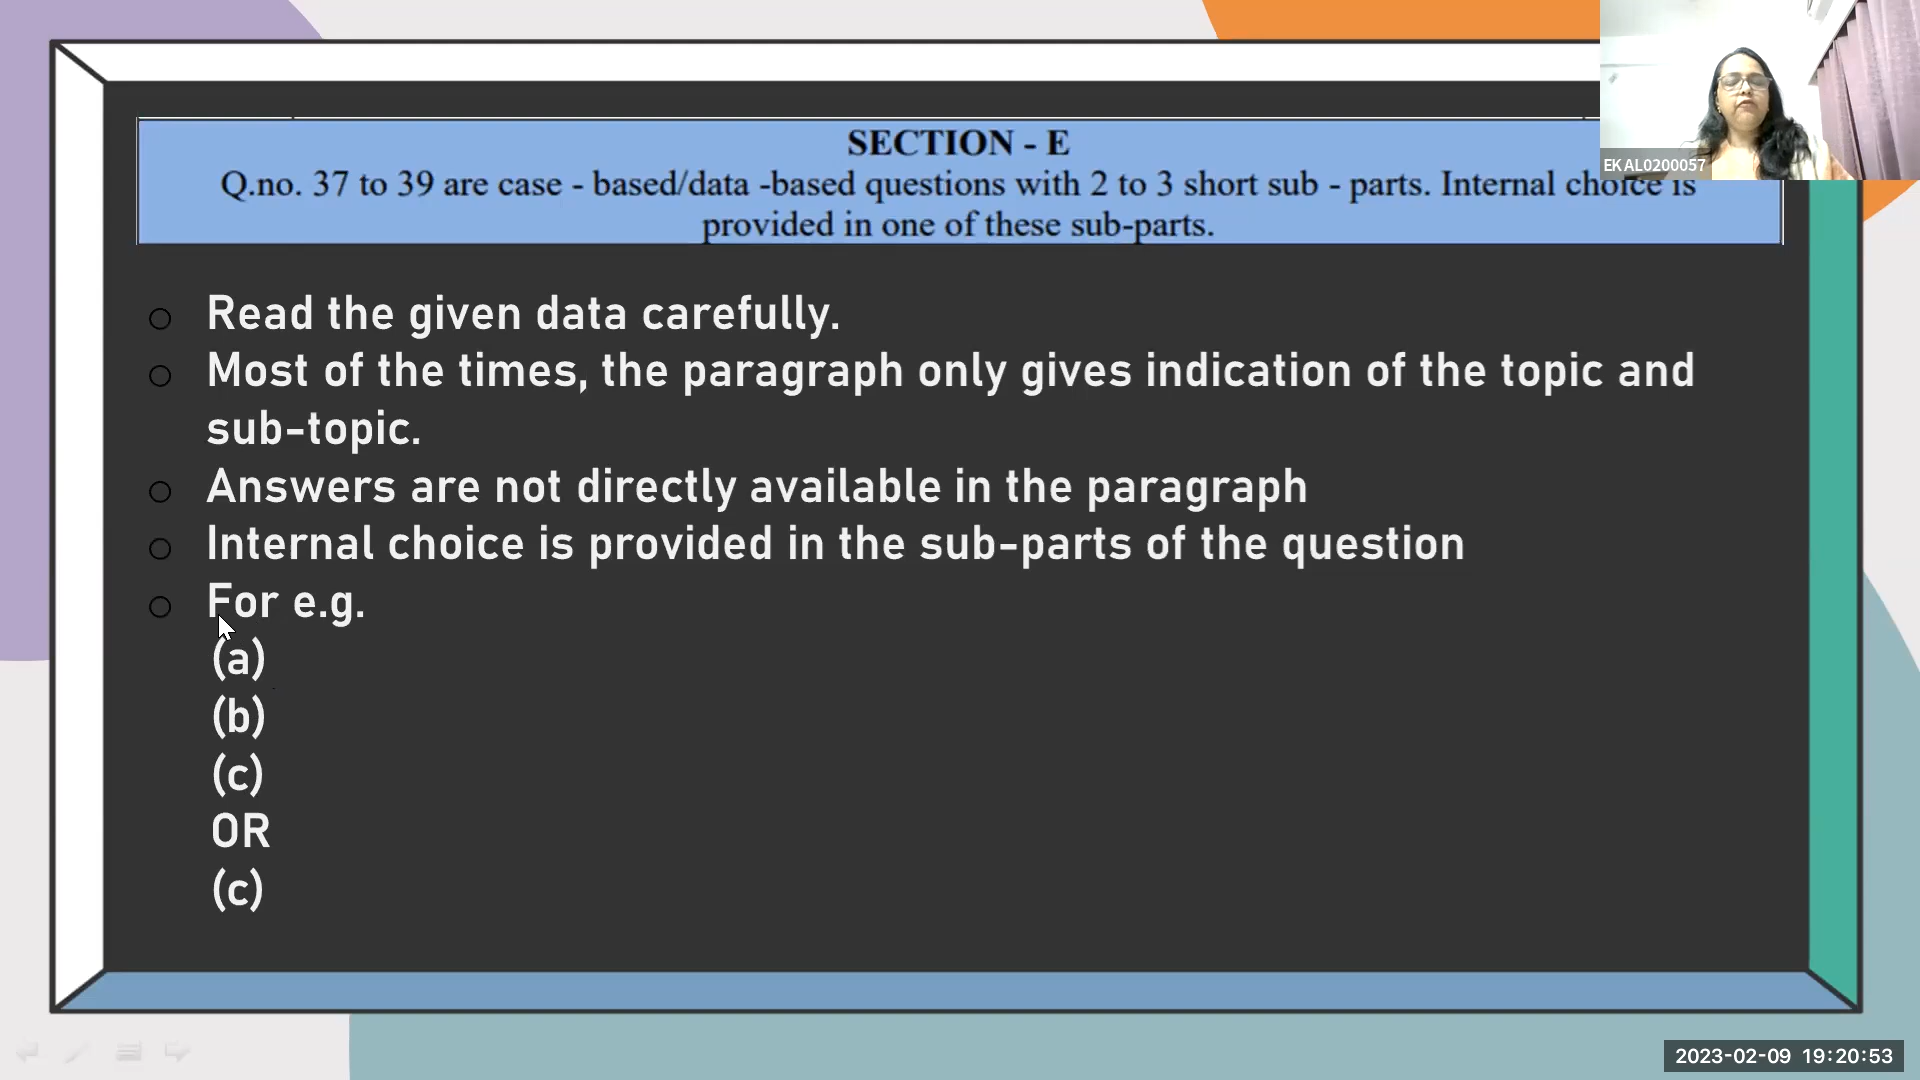 SECTION - E
Q.no. 37 to 39 are case - based/data -based questions with 2 to 3 short sub - parts. Internal choice is
provided in one of these sub-parts.
EKAL0200057
Read the given data carefully.
Most of the times, the paragraph only gives indication of the topic and
sub-topic.
Answers are not directly available in the paragraph
Internal choice is provided in the sub-parts of the question
For e.g.
(a)
(b)
(c)
OR
(c)
2023-02-09 19:20:53